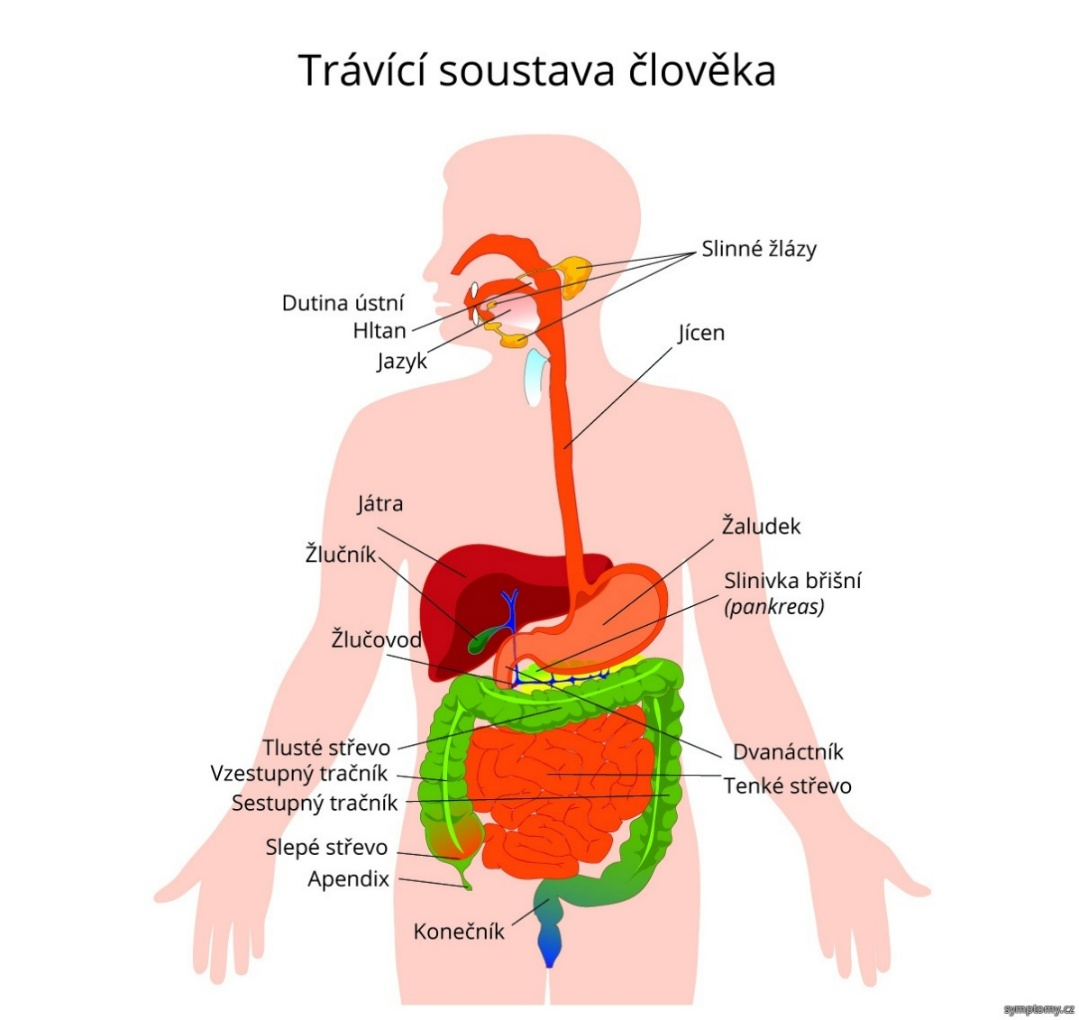 Trávící soustava člověka
Slinné žlázy
Dutina ústní
Hltan
Jazyk
Jícen
Játra
Žlučník
Žlučovod
Žaludek
Slinivka břišní
(pankreas)
Tlusté střevo
Vzestupný tračník
Sestupný tračník
Dvanáctník
Tenké střevo
Slepé střevo
Apendix
Konečník
symptomy.cz